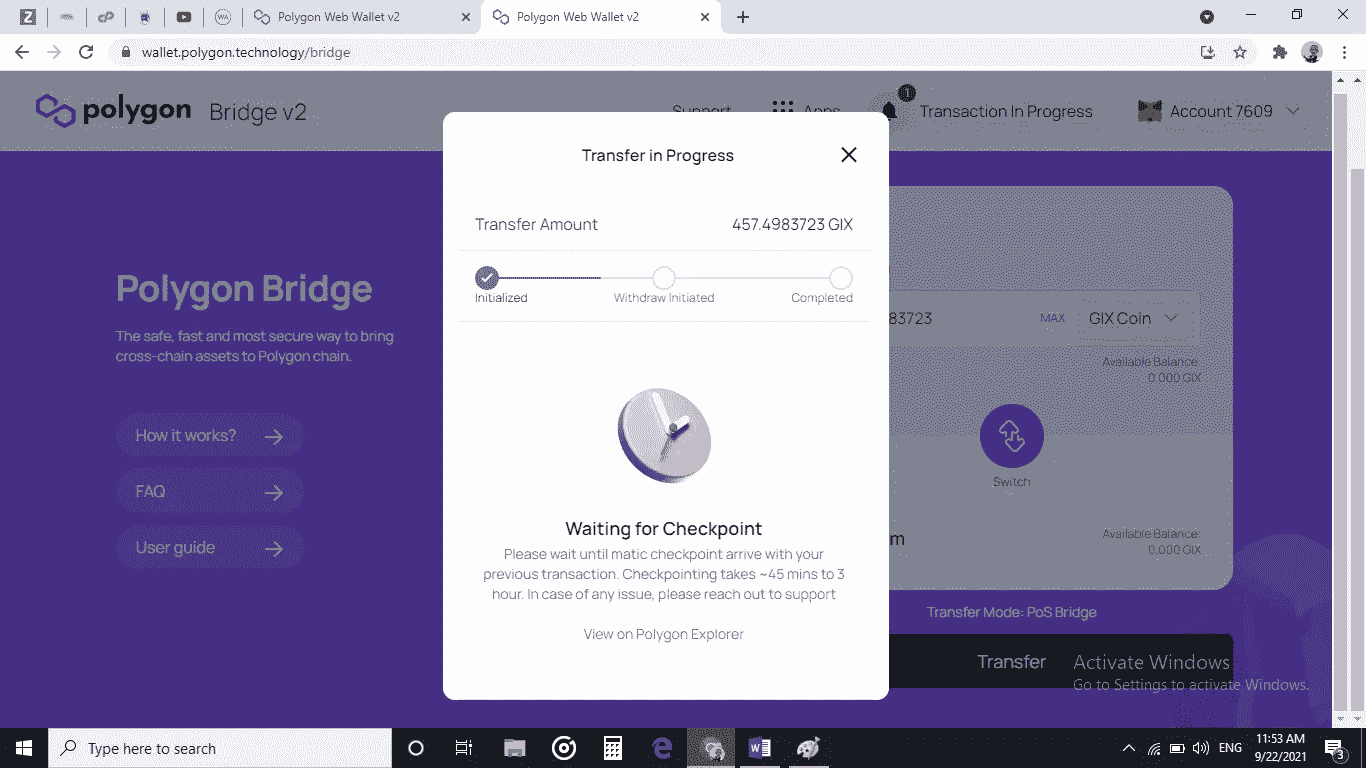 Polygon Web Wallet v2
Polygon Web Wallet v2
wallet.polygon.technology/bridge
polygon Bridge v2
Support
Apps
1
Transaction In Progress
Account 7609
Transfer in Progress
Transfer Amount 457.4983723 GIX
Initialized Withdraw Initiated Completed
Waiting for Checkpoint
Please wait until matic checkpoint arrive with your
previous transaction. Checkpointing takes ~45 mins to 3
hour. In case of any issue, please reach out to support
View on Polygon Explorer
Polygon Bridge
The safe, fast and most secure way to bring
cross-chain assets to Polygon chain.
How it works?
FAQ
User guide
83723 MAX GIX Coin
Available Balance:
0.000 GIX
Switch
m
Available Balance:
0.000 GIX
Transfer Mode: PoS Bridge
Transfer
Activate Windows
Go to Settings to activate Windows.
Type here to search
ENG
11:53 AM
9/22/2021
3